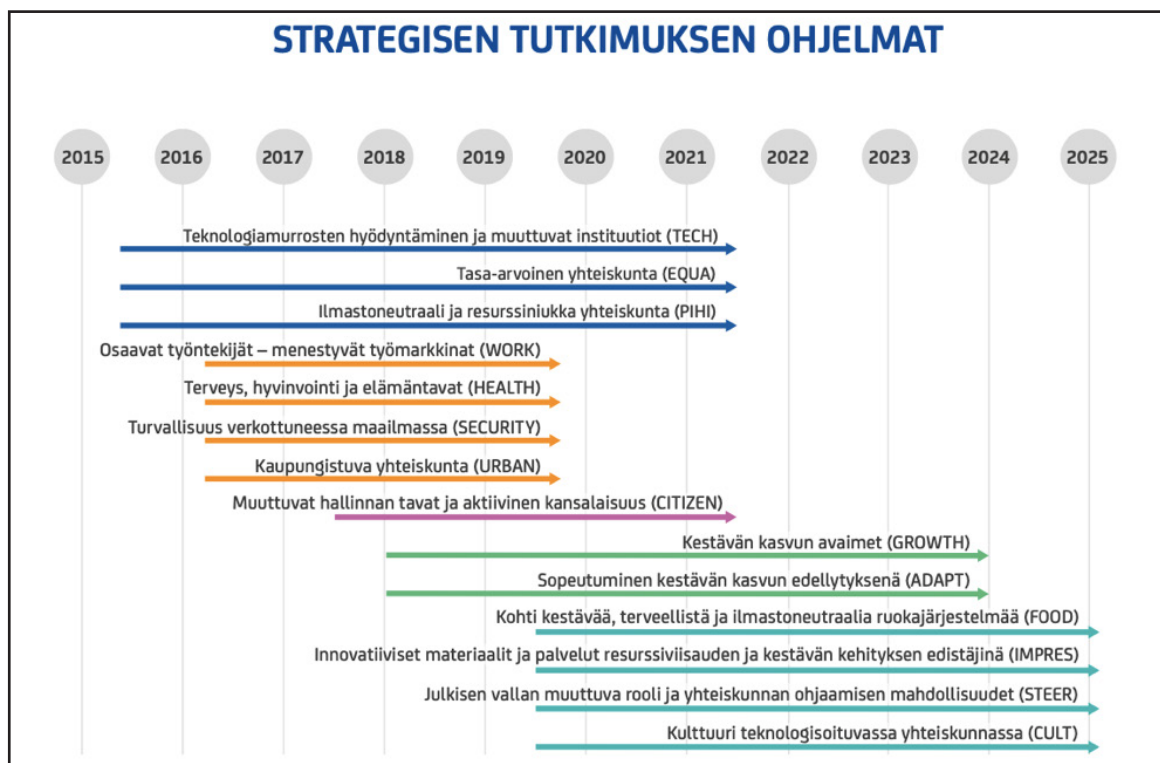 STRATEGISEN TUTKIMUKSEN OHJELMAT
2015 2016 2017 2018 2019 2020 2021 2022 2023 2024 2025
Teknologiamurrosten hyödyntäminen ja muuttuvat instituutiot (TECH)
Tasa-arvoinen yhteiskunta (EQUA)
Ilmastoneutraali ja resurssiniukka yhteiskunta (PIHI)
Osaavat työntekijät – menestyvät työmarkkinat (WORK)
Terveys, hyvinvointi ja elämäntavat (HEALTH)
Turvallisuus verkottuneessa maailmassa (SECURITY)
Kaupungistuva yhteiskunta (URBAN)
Muuttuvat hallinnan tavat ja aktiivinen kansalaisuus (CITIZEN)
Kestävän kasvun avaimet (GROWTH)
Sopeutuminen kestävän kasvun edellytyksenä (ADAPT)
Kohti kestävää, terveellistä ja ilmastoneutraalia ruokajärjestelmää (FOOD)
Innovatiiviset materiaalit ja palvelut resurssiviisauden ja kestävän kehityksen edistäjinä (IMPRES)
Julkisen vallan muuttuva rooli ja yhteiskunnan ohjaamisen mahdollisuudet (STEER)
Kulttuuri teknologisoituvassa yhteiskunnassa (CULT)